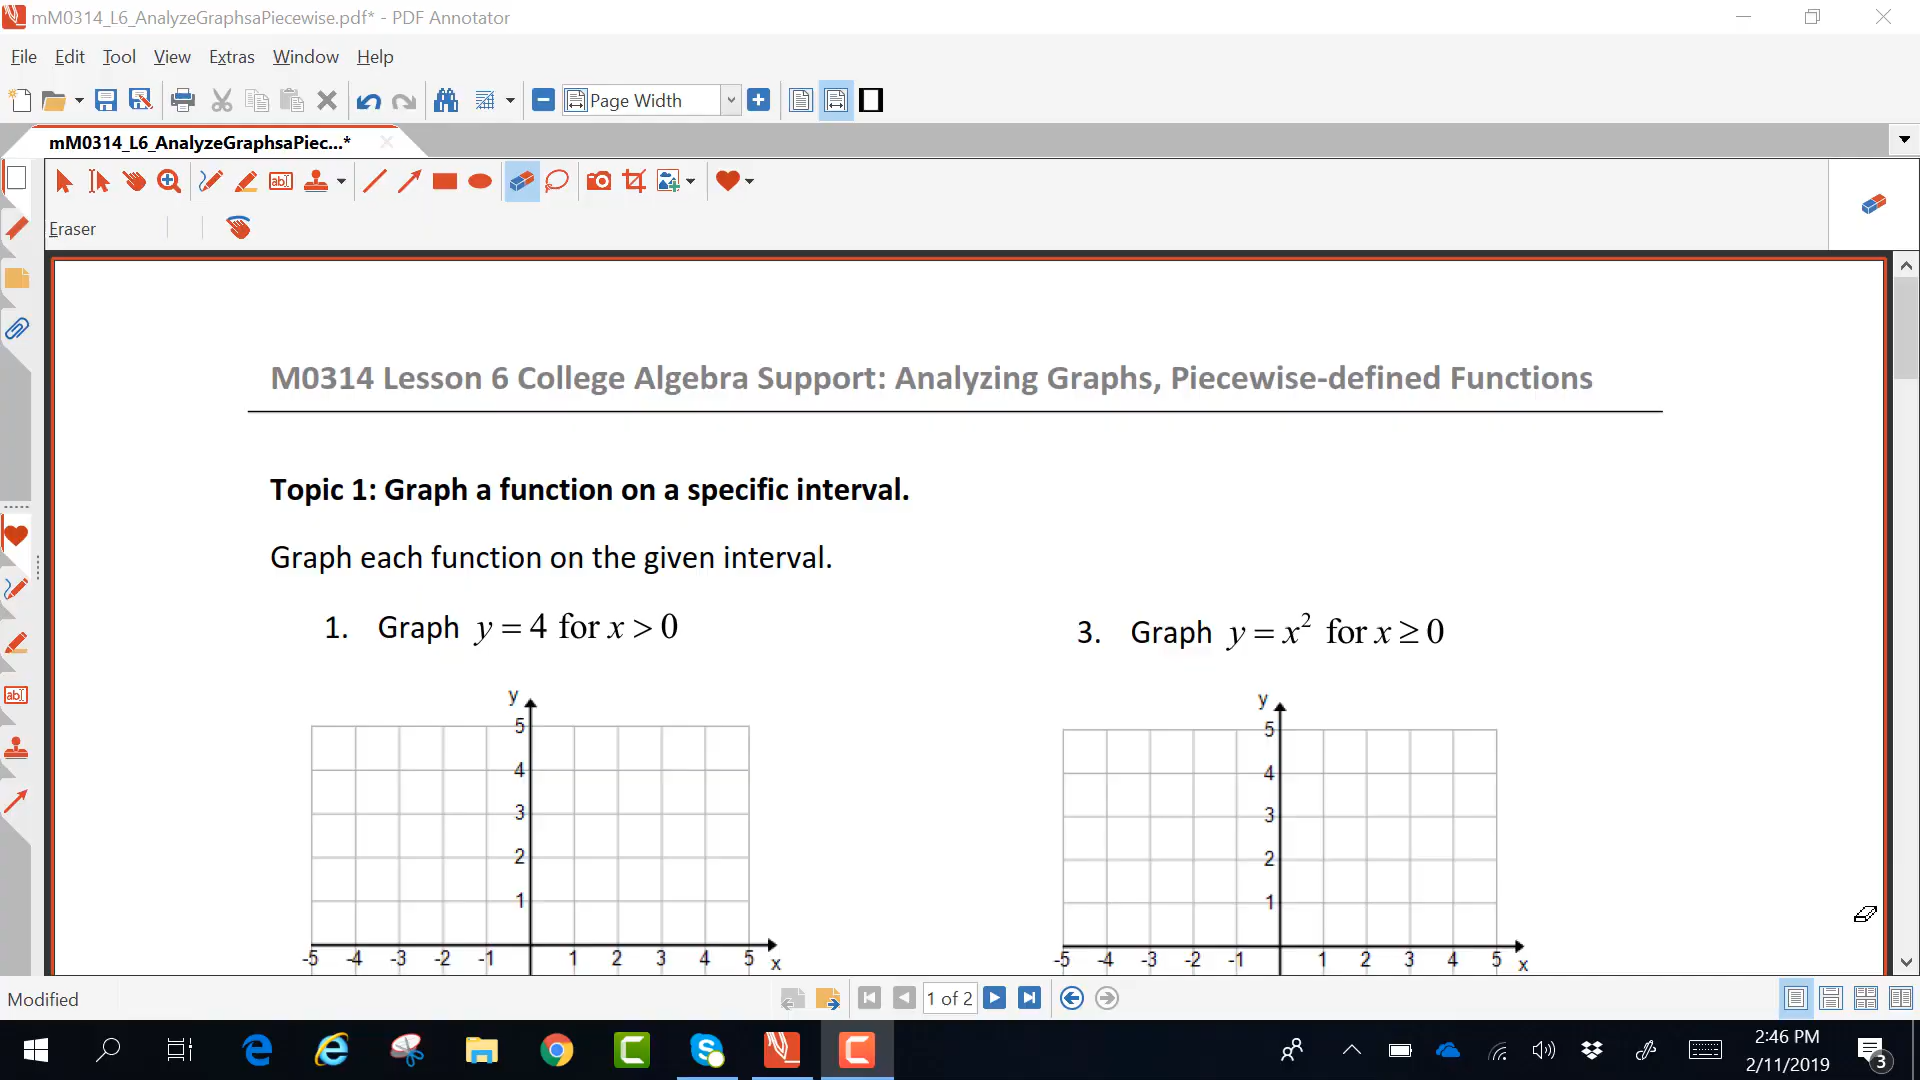 mM0314_L6_AnalyzeGraphsaPiecewise.pdf* - PDF Annotator
File Edit Tool View Extras Window Help
Page Width
mM0314_L6_AnalyzeGraphsaPiec...*
Eraser
M0314 Lesson 6 College Algebra Support: Analyzing Graphs, Piecewise-defined Functions
Topic 1: Graph a function on a specific interval.
Graph each function on the given interval.
1. Graph y = 4 for x > 0
3. Graph y = x² for x ≥ 0
y
5
4
3
2
1
-5 -4 -3 -2 -1 1 2 3 4 5 x
y
5
4
3
2
1
-5 -4 -3 -2 -1 1 2 3 4 5 x
Modified
1 of 2
2:46 PM
2/11/2019
3